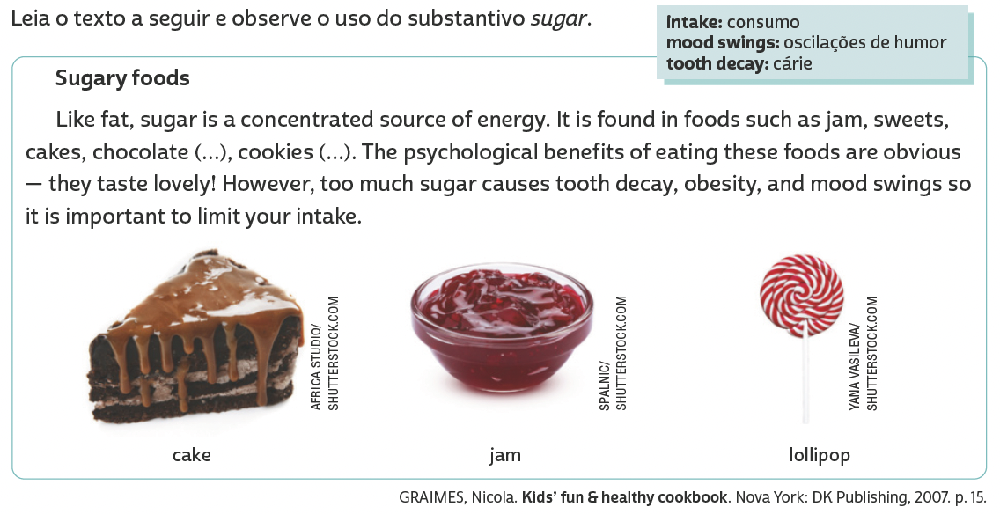 Leia o texto a seguir e observe o uso do substantivo sugar.
intake: consumo
mood swings: oscilações de humor
tooth decay: cárie
Sugary foods
Like fat, sugar is a concentrated source of energy. It is found in foods such as jam, sweets,
cakes, chocolate (...), cookies (...). The psychological benefits of eating these foods are obvious
— they taste lovely! However, too much sugar causes tooth decay, obesity, and mood swings so
it is important to limit your intake.
AFRICA STUDIO/
SHUTTERSTOCK.COM
SPALNIC/
SHUTTERSTOCK.COM
YANA VASILEVA/
SHUTTERSTOCK.COM
cake
jam
lollipop
GRAIMES, Nicola. Kids' fun & healthy cookbook. Nova York: DK Publishing, 2007. p. 15.